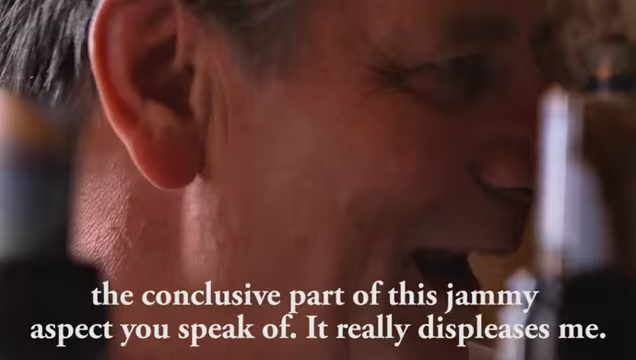 the conclusive part of this jammy
aspect you speak of. It really displeases me.